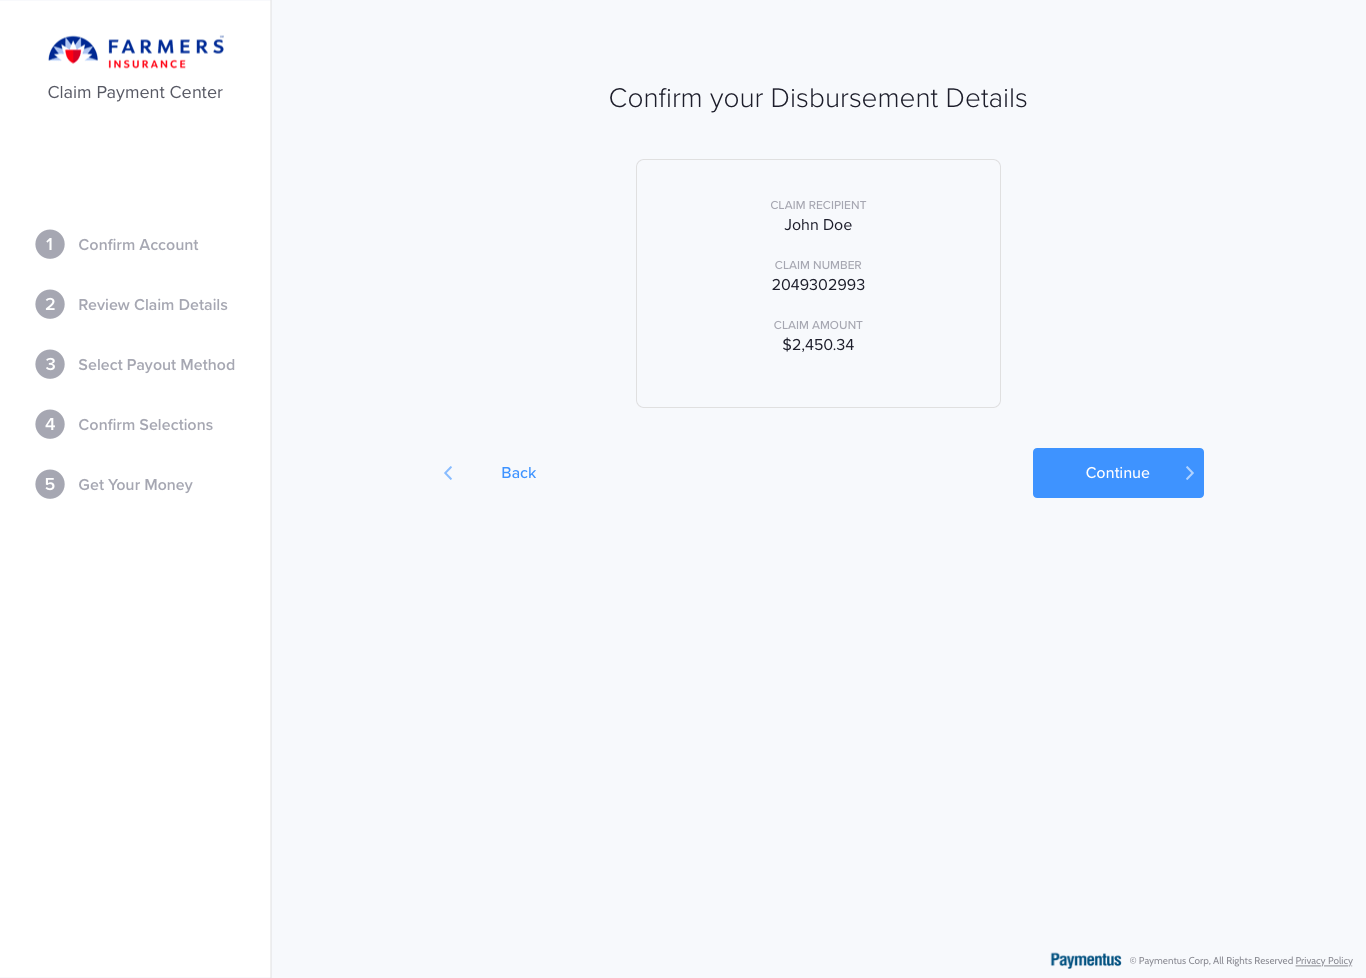 FARMERS
INSURANCE
Claim Payment Center
1 Confirm Account
2 Review Claim Details
3 Select Payout Method
4 Confirm Selections
5 Get Your Money
Confirm your Disbursement Details
CLAIM RECIPIENT
John Doe
CLAIM NUMBER
2049302993
CLAIM AMOUNT
$2,450.34
Back
Continue
Paymentus © Paymentus Corp, All Rights Reserved Privacy Policy